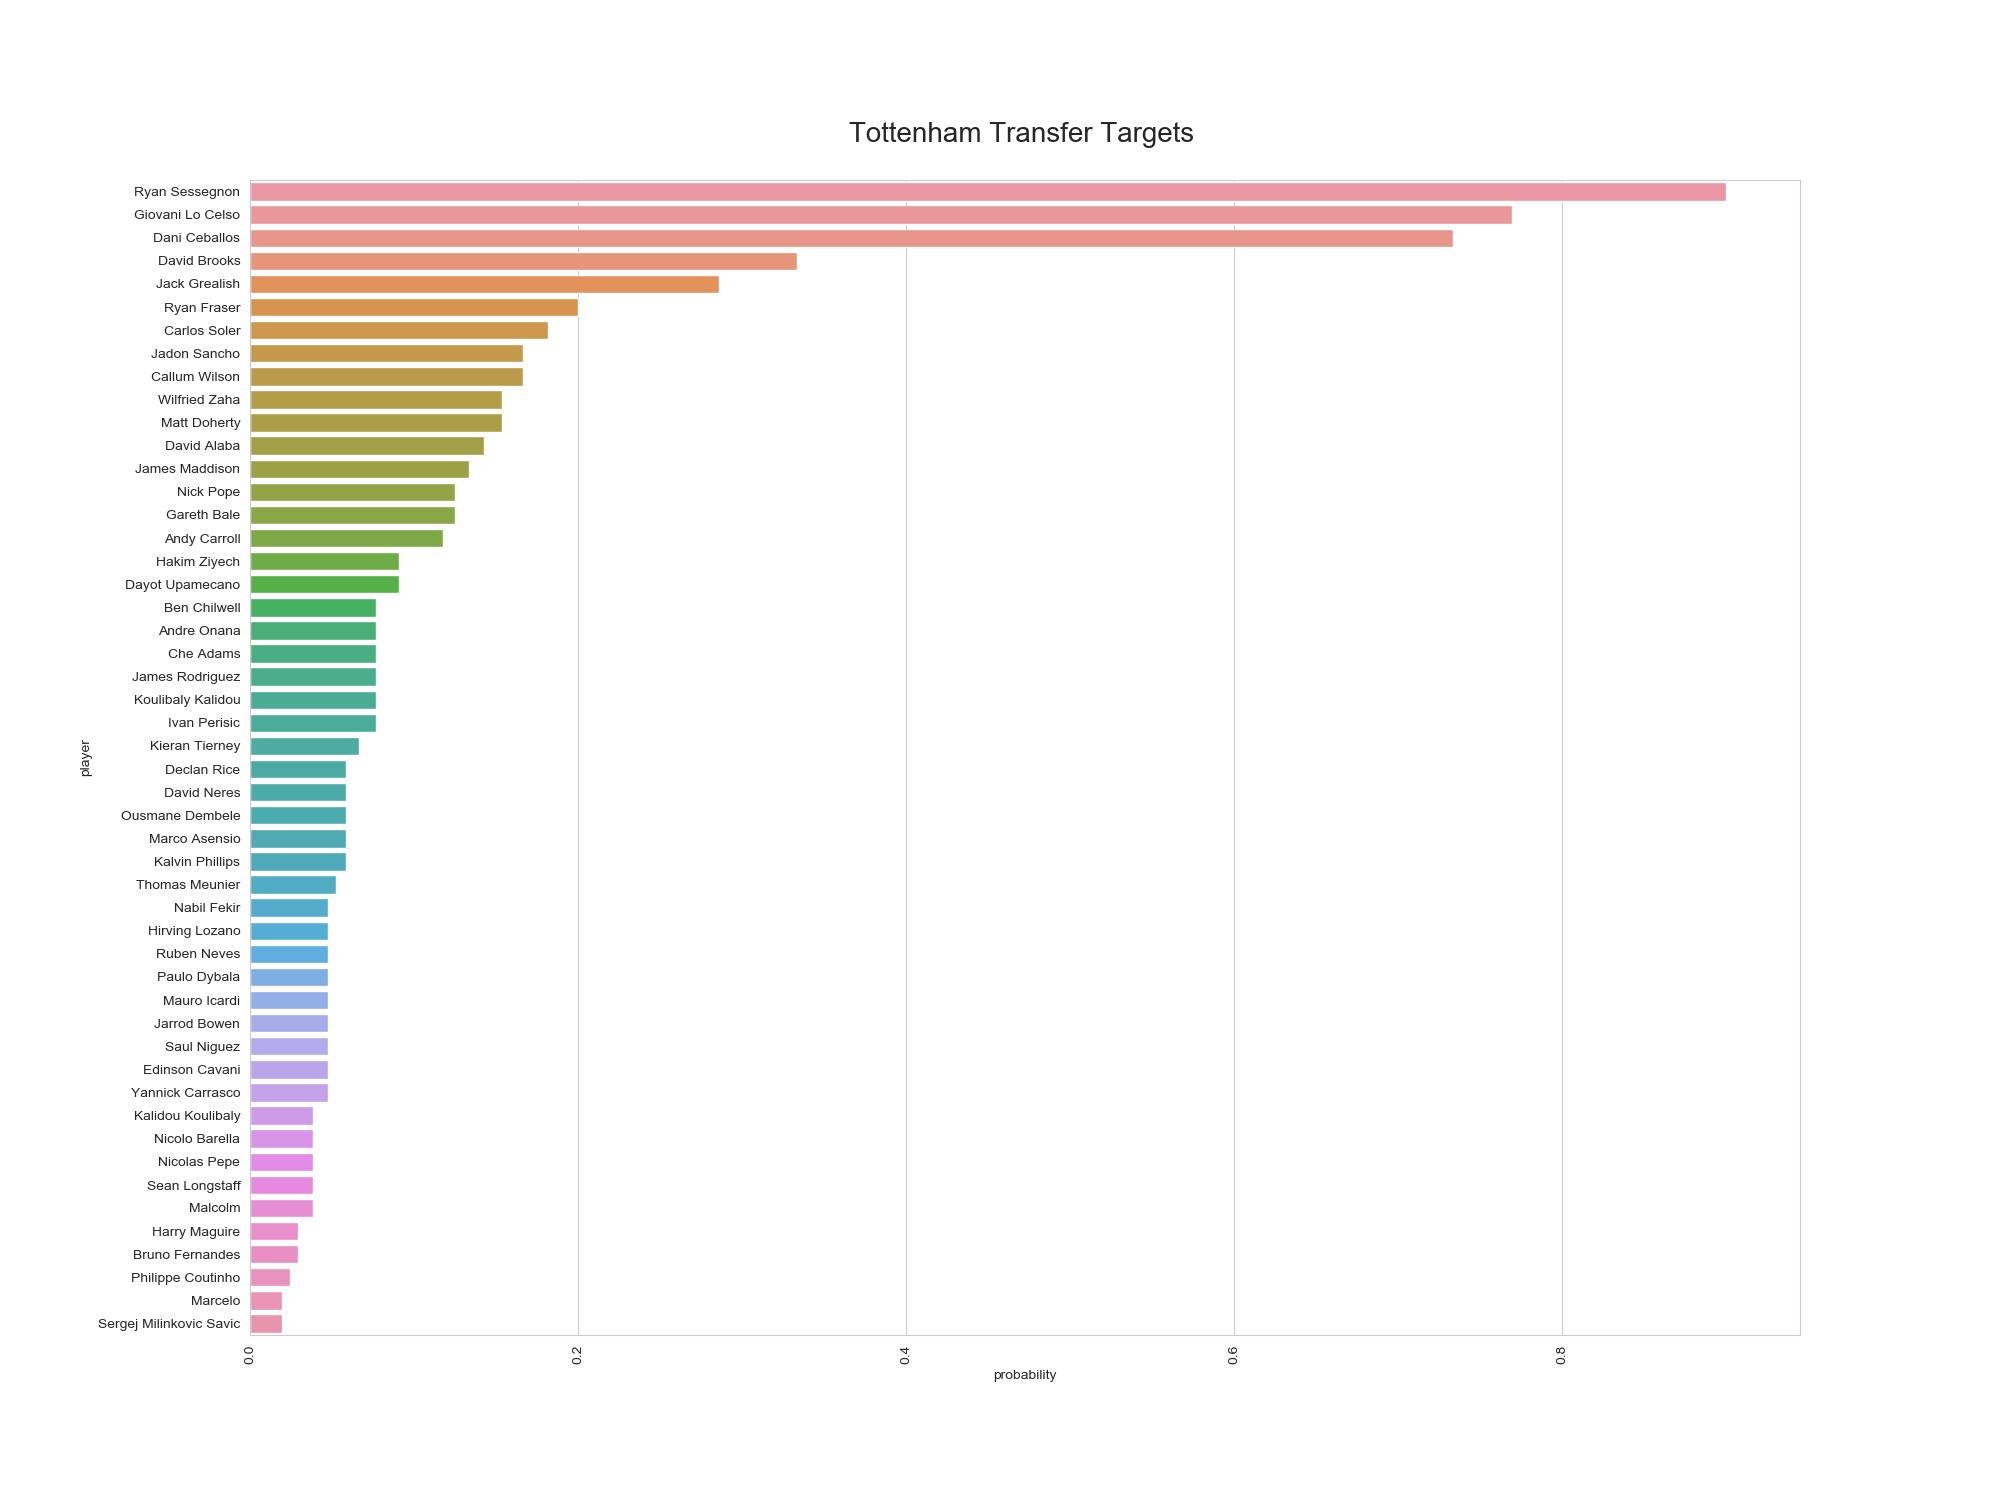 Tottenham Transfer Targets
Ryan Sessegnon
Giovani Lo Celso
Dani Ceballos
David Brooks
Jack Grealish
Ryan Fraser
Carlos Soler
Jadon Sancho
Callum Wilson
Wilfried Zaha
Matt Doherty
David Alaba
James Maddison
Nick Pope
Gareth Bale
Andy Carroll
Hakim Ziyech
Dayot Upamecano
Ben Chilwell
Andre Onana
Che Adams
James Rodriguez
Koulibaly Kalidou
Ivan Perisic
Kieran Tierney
Declan Rice
David Neres
Ousmane Dembele
Marco Asensio
Kalvin Phillips
Thomas Meunier
Nabil Fekir
Hirving Lozano
Ruben Neves
Paulo Dybala
Mauro Icardi
Jarrod Bowen
Saul Niguez
Edinson Cavani
Yannick Carrasco
Kalidou Koulibaly
Nicolo Barella
Nicolas Pepe
Sean Longstaff
Malcolm
Harry Maguire
Bruno Fernandes
Philippe Coutinho
Marcelo
Sergej Milinkovic Savic
player
0.0
0.2
0.4
0.6
0.8
probability